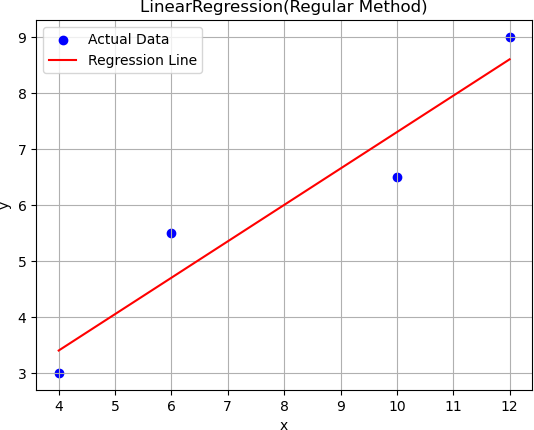 LinearRegression(Regular Method)
Actual Data
Regression Line
9
8
7
6
5
4
3
y
4 5 6 7 8 9 10 11 12
x